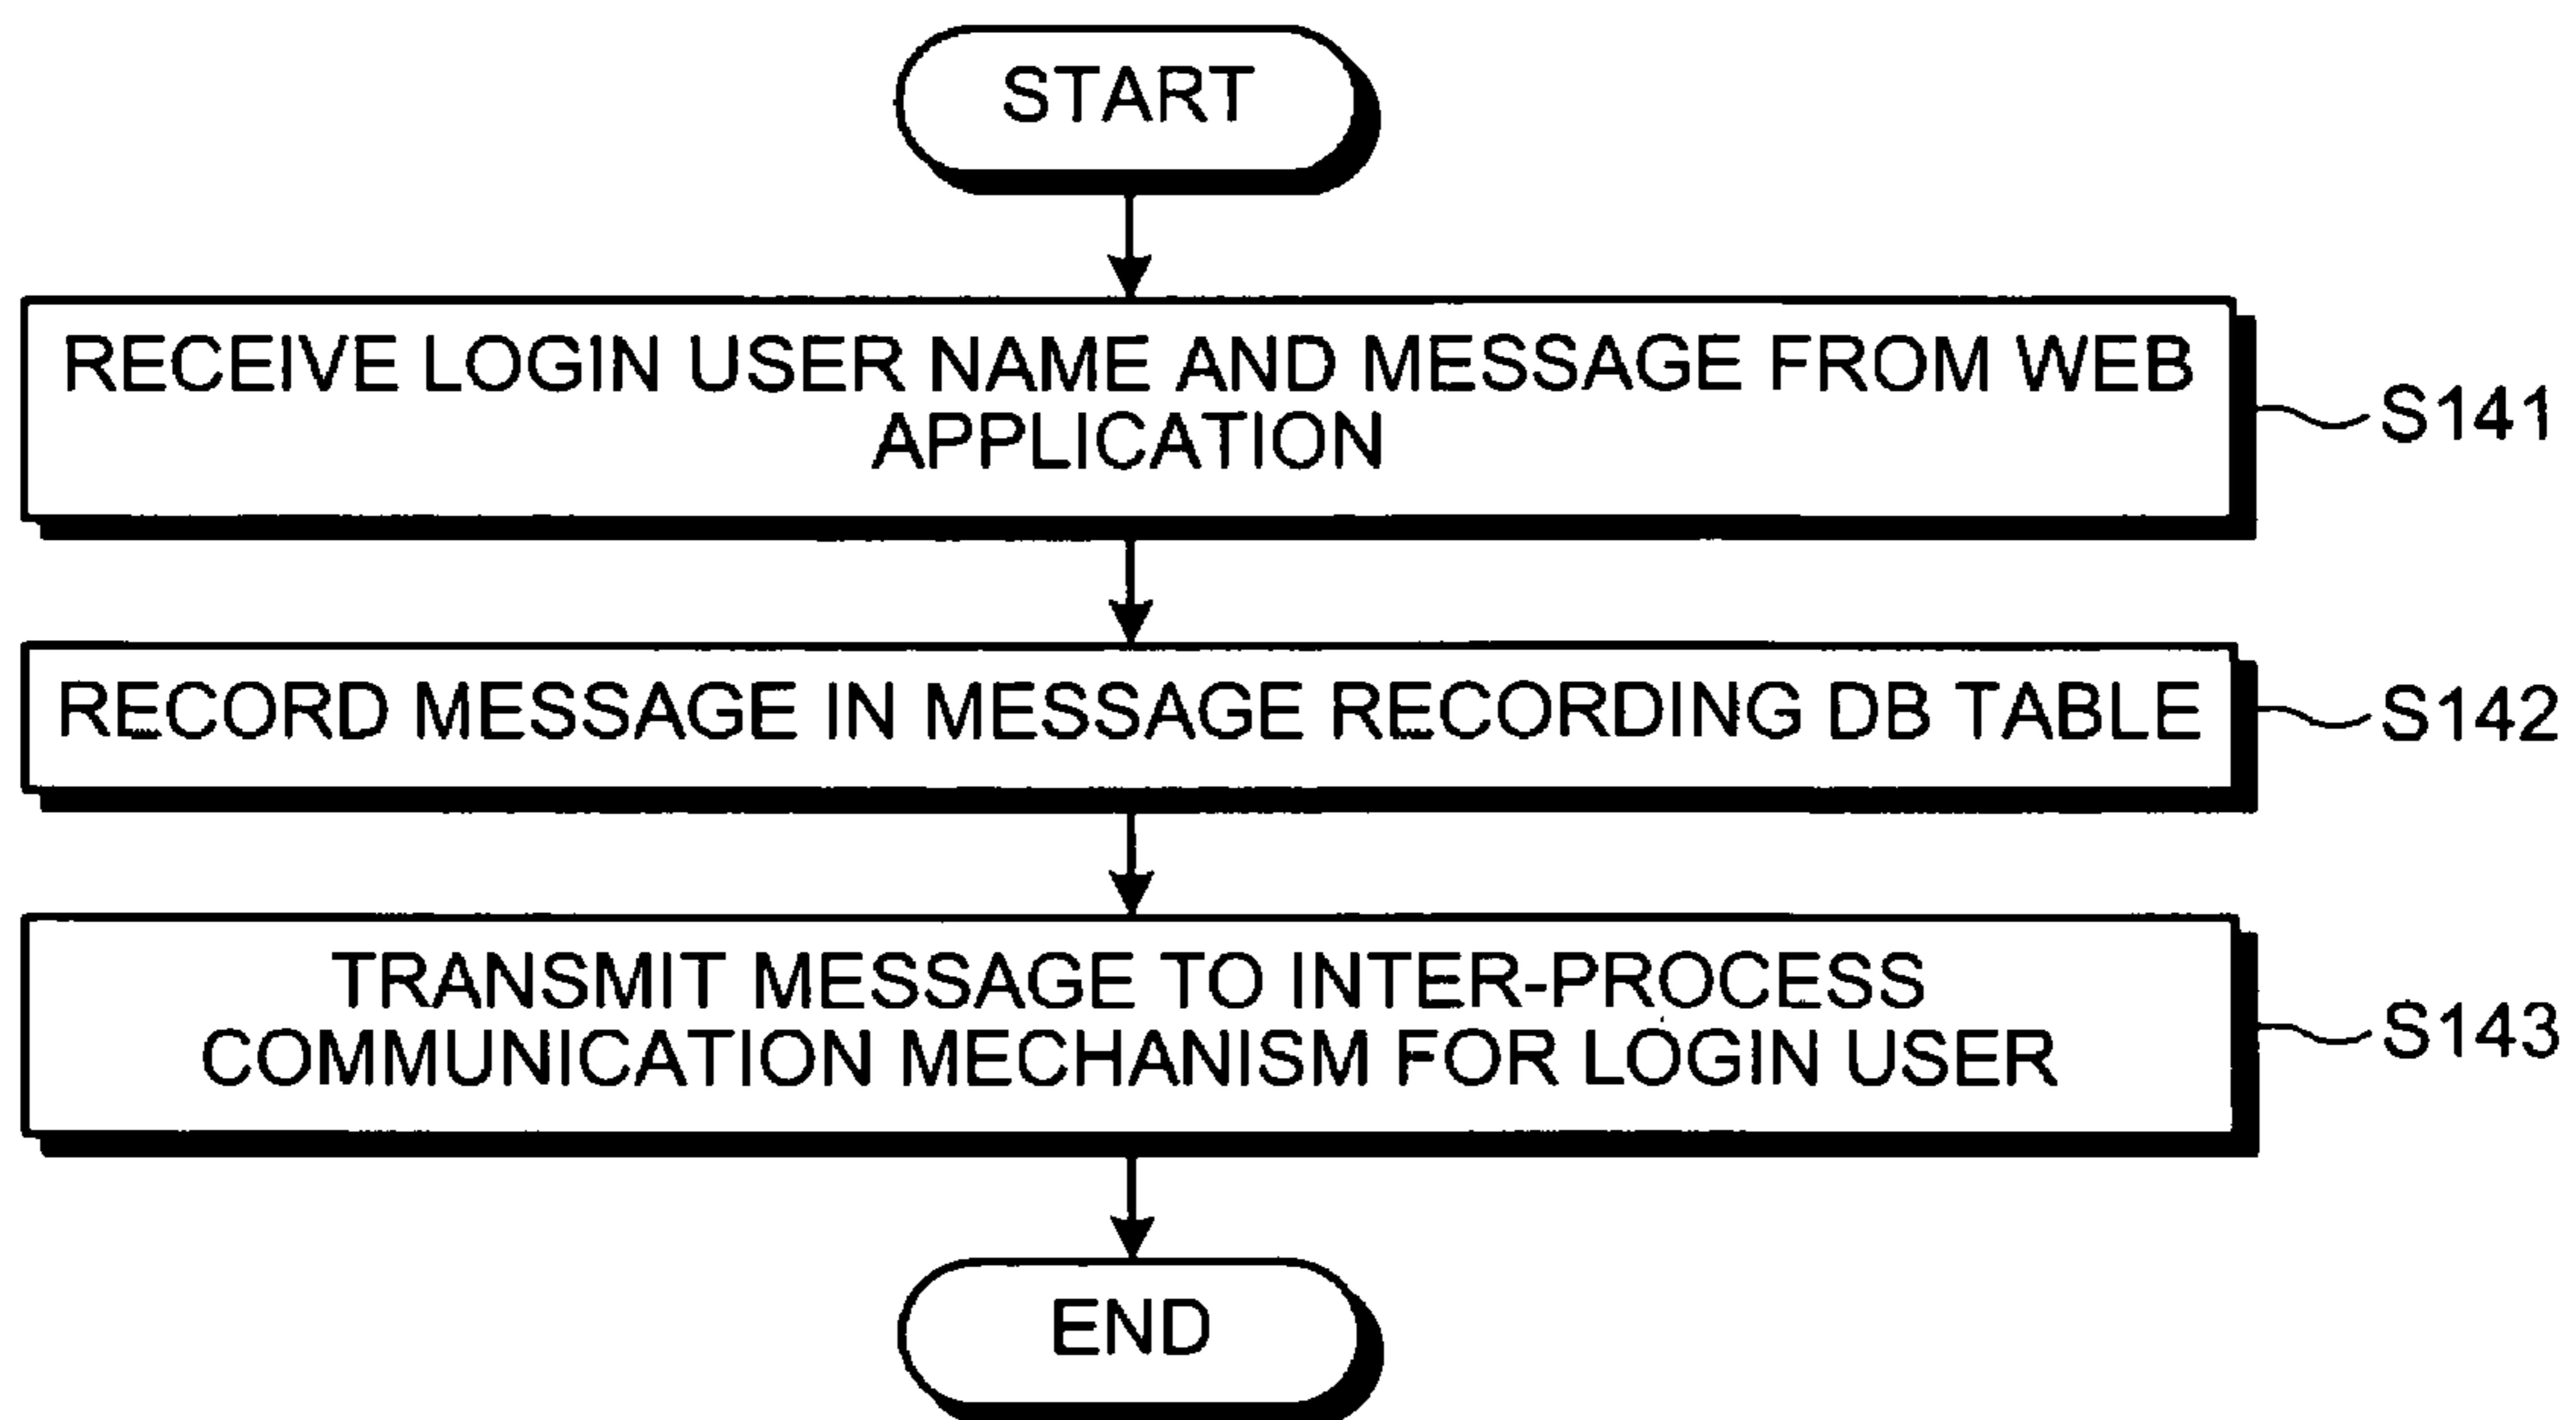 START
RECEIVE LOGIN USER NAME AND MESSAGE FROM WEB
APPLICATION
S141
RECORD MESSAGE IN MESSAGE RECORDING DB TABLE
S142
TRANSMIT MESSAGE TO INTER-PROCESS
COMMUNICATION MECHANISM FOR LOGIN USER
S143
END